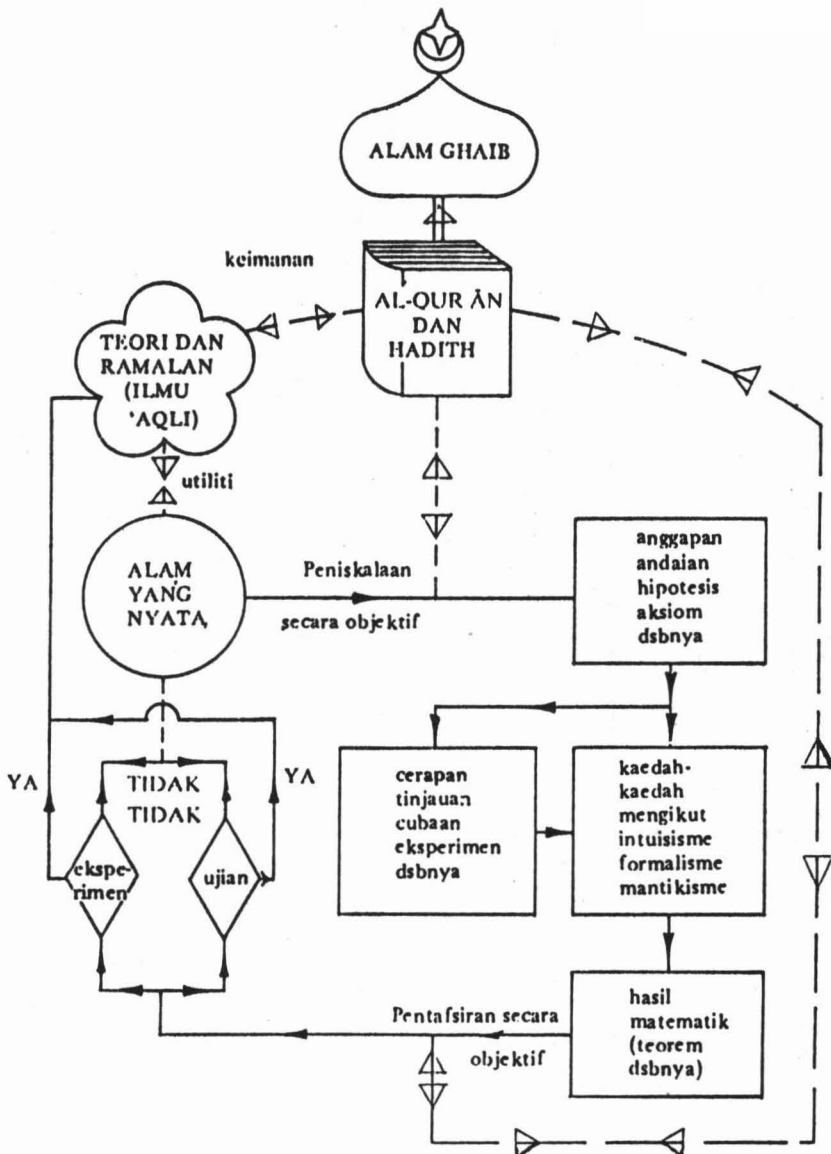 ALAM GHAIB
keimanan
AL-QUR ĀN
DAN
HADITH
TEORI DAN
RAMALAN
(ILMU
'AQLI)
utiliti
ALAM
YANG
NYATA
Peniskalaan
secara objektif
anggapan
andaian
hipotesis
aksiom
dsbnya
YA
TIDAK
TIDAK
YA
ekspe-
rimen
ujian
cerapan
tinjauan
cubaan
eksperimen
dsbnya
kaedah-
kaedah
mengikut
intuisisme
formalisme
mantikisme
Pentafsiran secara
objektif
hasil
matematik
(teorem
dsbnya)